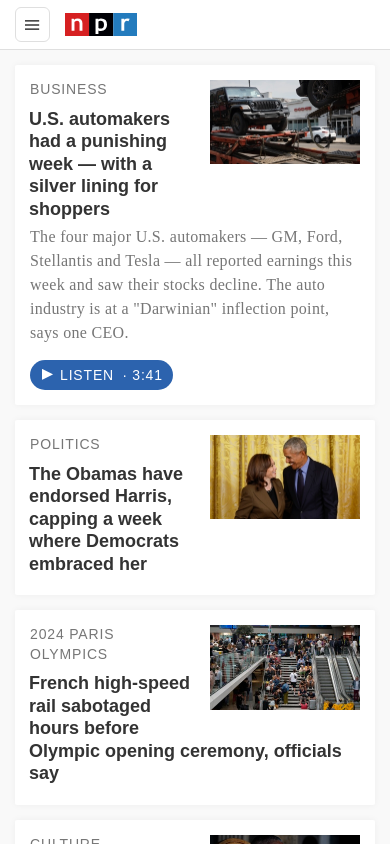 npr
BUSINESS
U.S. automakers
had a punishing
week — with a
silver lining for
shoppers
The four major U.S. automakers — GM, Ford,
Stellantis and Tesla — all reported earnings this
week and saw their stocks decline. The auto
industry is at a "Darwinian" inflection point,
says one CEO.
LISTEN · 3:41
POLITICS
The Obamas have
endorsed Harris,
capping a week
where Democrats
embraced her
2024 PARIS
OLYMPICS
French high-speed
rail sabotaged
hours before
Olympic opening ceremony, officials
say
CULTURE